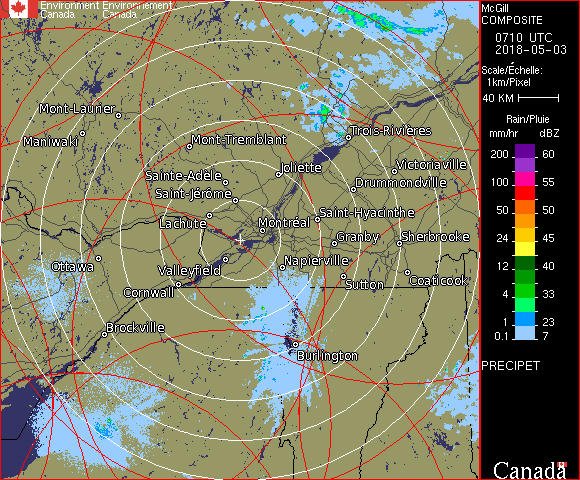 Environment Environnement
Canada Canada
McGill
COMPOSITE
0710 UTC
2018-05-03
Scale/Échelle:
1km/Pixel
40 KM
Rain/Pluie
mm/hr dBZ
200 60
100 55
50 50
24 45
12 40
4 33
1 23
0.1 7
PRECIPET
Canada
Mont-Laurier
Maniwaki
Mont-Tremblant
Trois-Rivières
Joliette
Victoriaville
Sainte-Adèle
Drummondville
Saint-Jérôme
Saint-Hyacinthe
Lachute
Montréal
Granby
Sherbrooke
Ottawa
Valleyfield
Napierville
Cornwall
Sutton
Coaticook
Brockville
Burlington